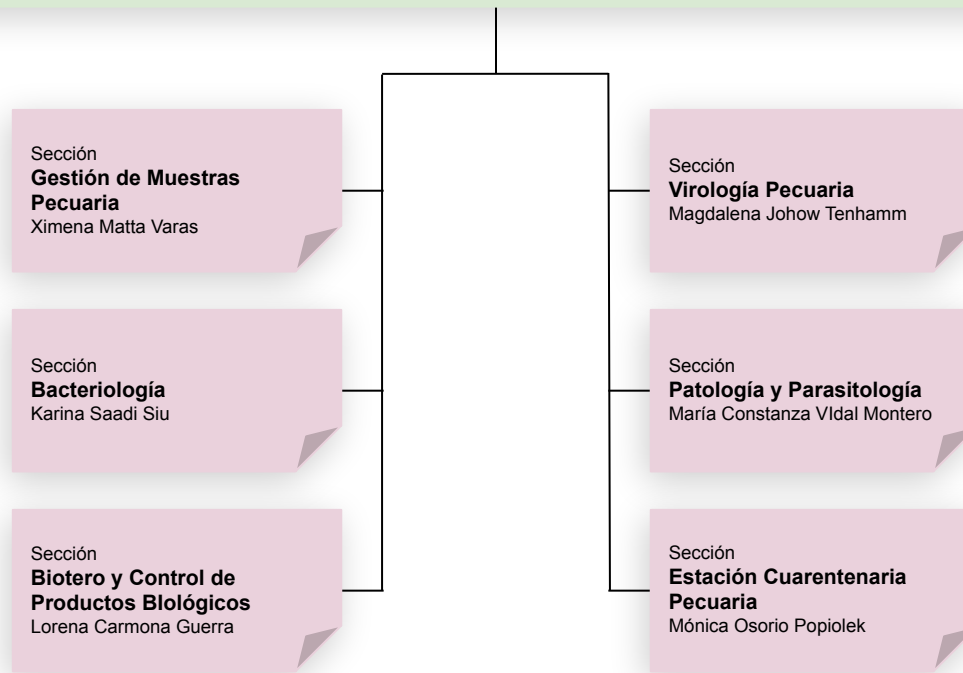 Sección
Gestión de Muestras
Pecuaria
Ximena Matta Varas
Sección
Virología Pecuaria
Magdalena Johow Tenhamm
Sección
Bacteriología
Karina Saadi Siu
Sección
Patología y Parasitología
María Constanza VIdal Montero
Sección
Biotero y Control de
Productos BIológicos
Lorena Carmona Guerra
Sección
Estación Cuarentenaria
Pecuaria
Mónica Osorio Popiolek